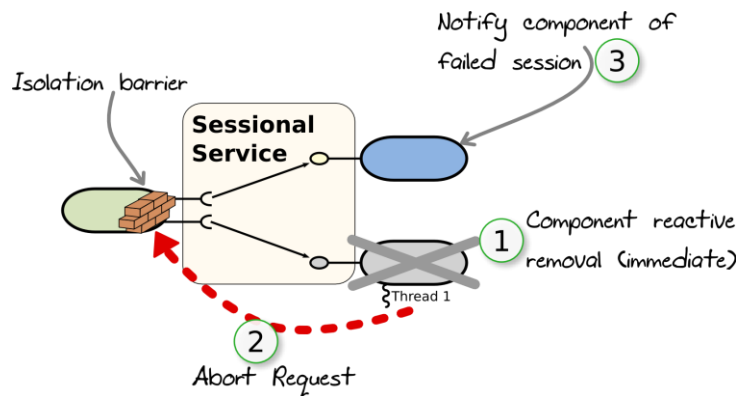 Notify component of
failed session
3
Isolation barrier
Sessional
Service
1
Component reactive
removal (immediate)
Thread 1
2
Abort Request